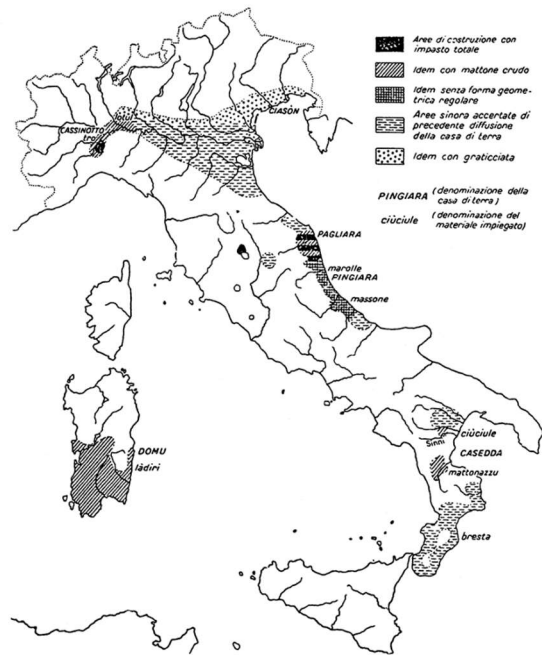 Aree di costruzione con
impasto totale
Idem con mattone crudo
Idem senza forma geome-
trica regolare
Aree sinora accertate di
precedente diffusione
della casa di terra
Idem con graticciata
PINGIARA (denominazione della
casa di terra)
ciùciule (denominazione del
materiale impiegato)
CIASÓN
CASSINOTTO
PAGLIARA
marolle
PINGIARA
massone
DOMU
làdiri
ciùciule
Sinni
CASEDDA
mattonazzu
bresta